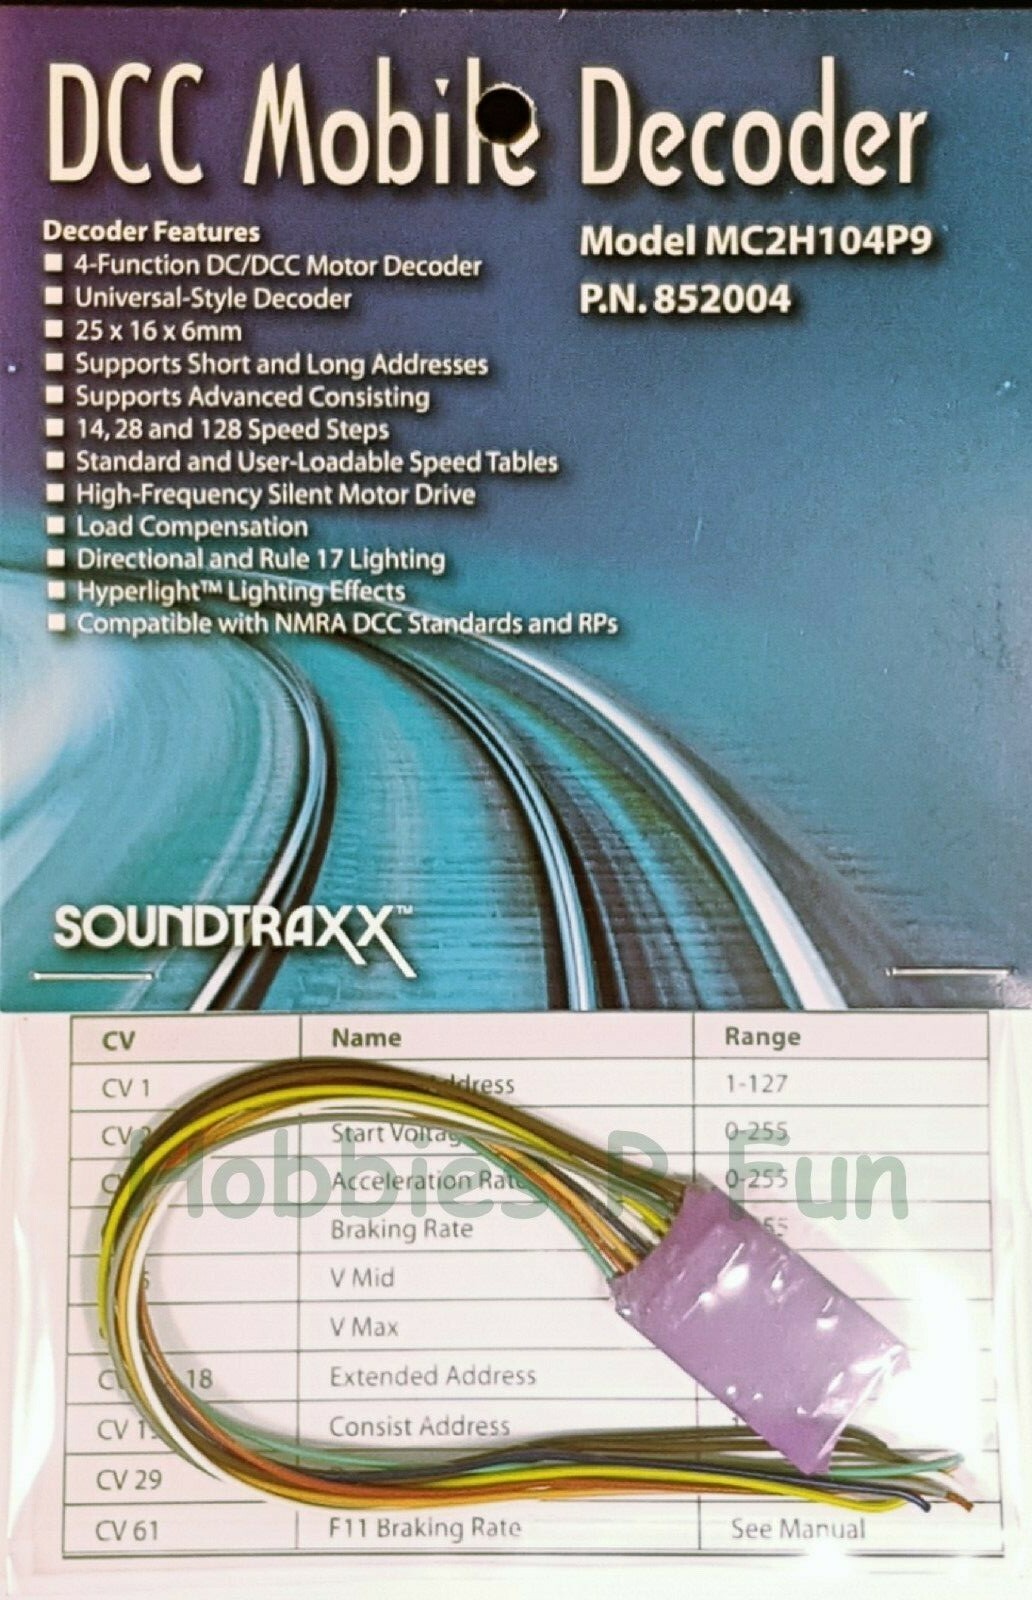 DCC Mobile Decoder
Decoder Features
■ 4-Function DC/DCC Motor Decoder
■ Universal-Style Decoder
■ 25 x 16 x 6mm
■ Supports Short and Long Addresses
■ Supports Advanced Consisting
■ 14, 28 and 128 Speed Steps
■ Standard and User-Loadable Speed Tables
■ High-Frequency Silent Motor Drive
■ Load Compensation
■ Directional and Rule 17 Lighting
■ Hyperlight™ Lighting Effects
■ Compatible with NMRA DCC Standards and RPs
Model MC2H104P9
P.N. 852004
SOUNDTRAXX™
CV Name Range
CV 1 Address 1-127
Start Voltage 0-255
Acceleration Rate 0-255
Braking Rate
V Mid
V Max
18 Extended Address
Consist Address
CV 29
CV 61 F11 Braking Rate See Manual
Hobbies R Fun